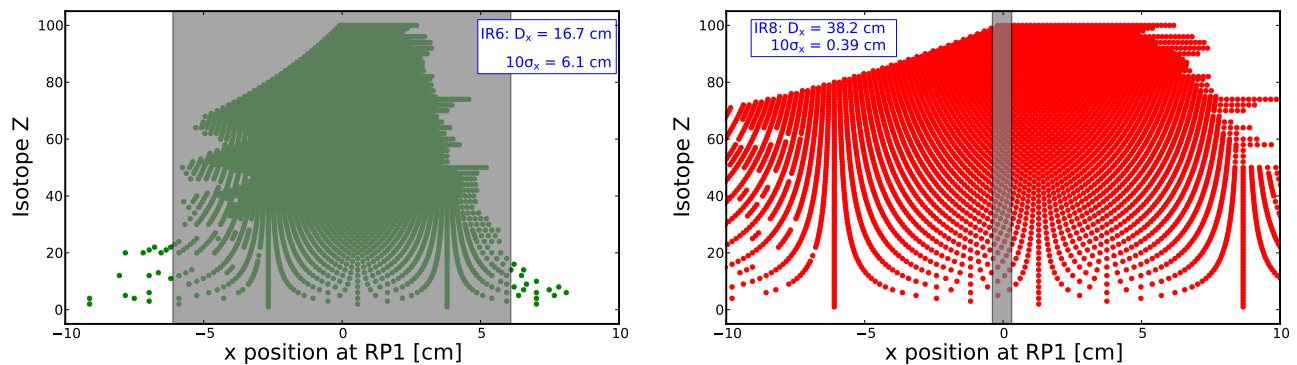 IR6: Dx = 16.7 cm
10σx = 6.1 cm
100
80
60
40
20
0
Isotope Z
−10
−5
0
5
10
x position at RP1 [cm]
IR8: Dx = 38.2 cm
10σx = 0.39 cm
100
80
60
40
20
0
Isotope Z
−10
−5
0
5
10
x position at RP1 [cm]